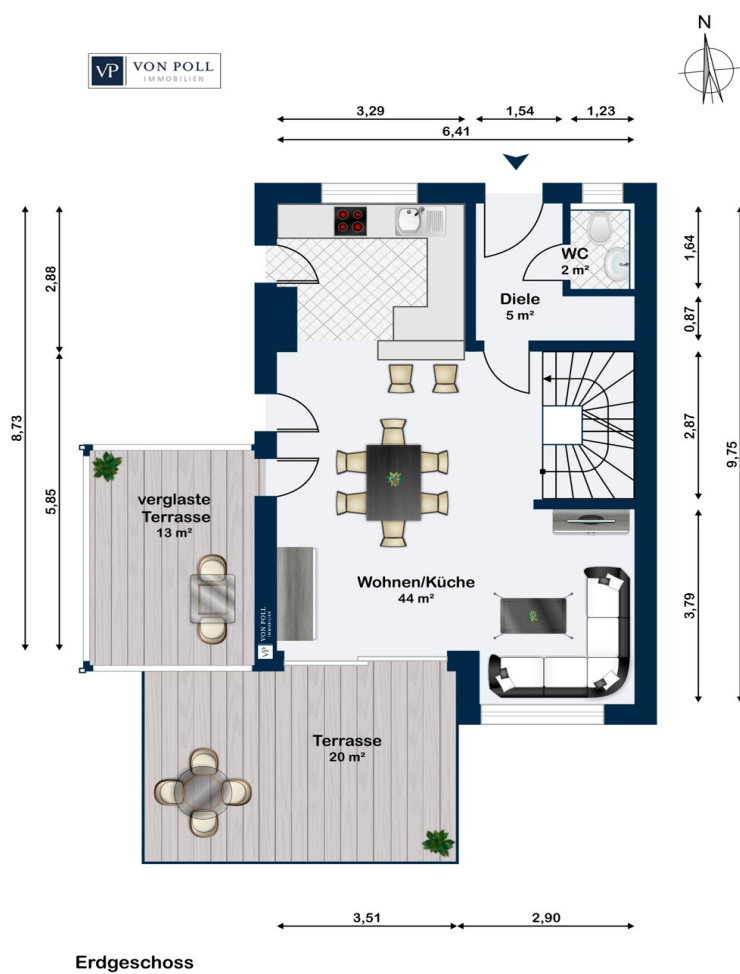 N
VP VON POLL
IMMOBILIEN
3,29
1,54
1,23
6,41
2,88
8,73
5,85
1,64
0,87
2,87
9,75
3,79
WC
2 m²
Diele
5 m²
verglaste
Terrasse
13 m²
Wohnen/Küche
44 m²
VP VON POLL
IMMOBILIEN
Terrasse
20 m²
3,51
2,90
Erdgeschoss